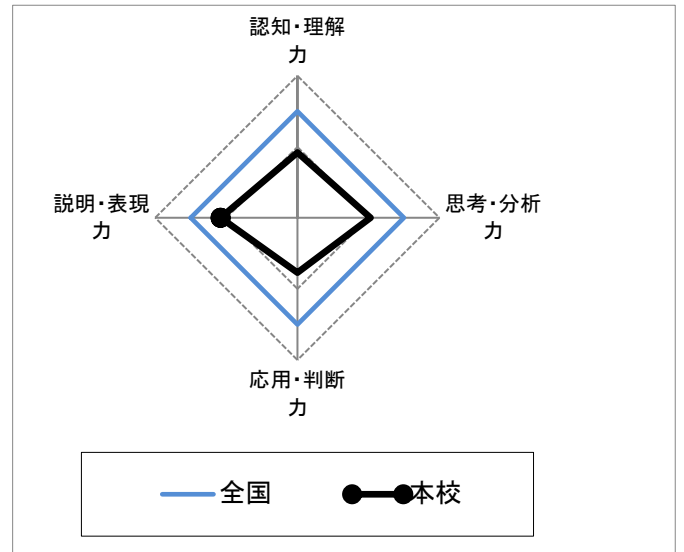 認知・理解
力
説明・表現
力
思考・分析
力
応用・判断
力
全国
本校